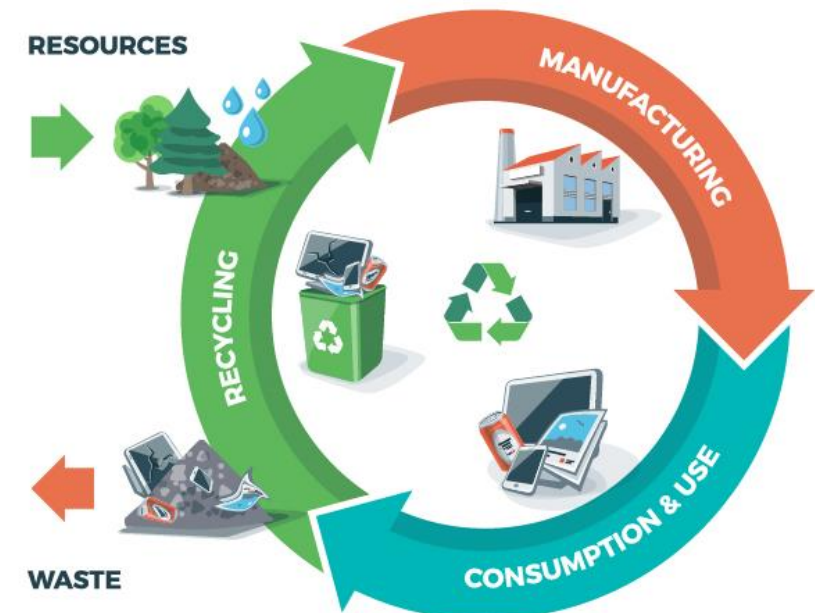 RESOURCES
MANUFACTURING
RECYCLING
CONSUMPTION & USE
WASTE